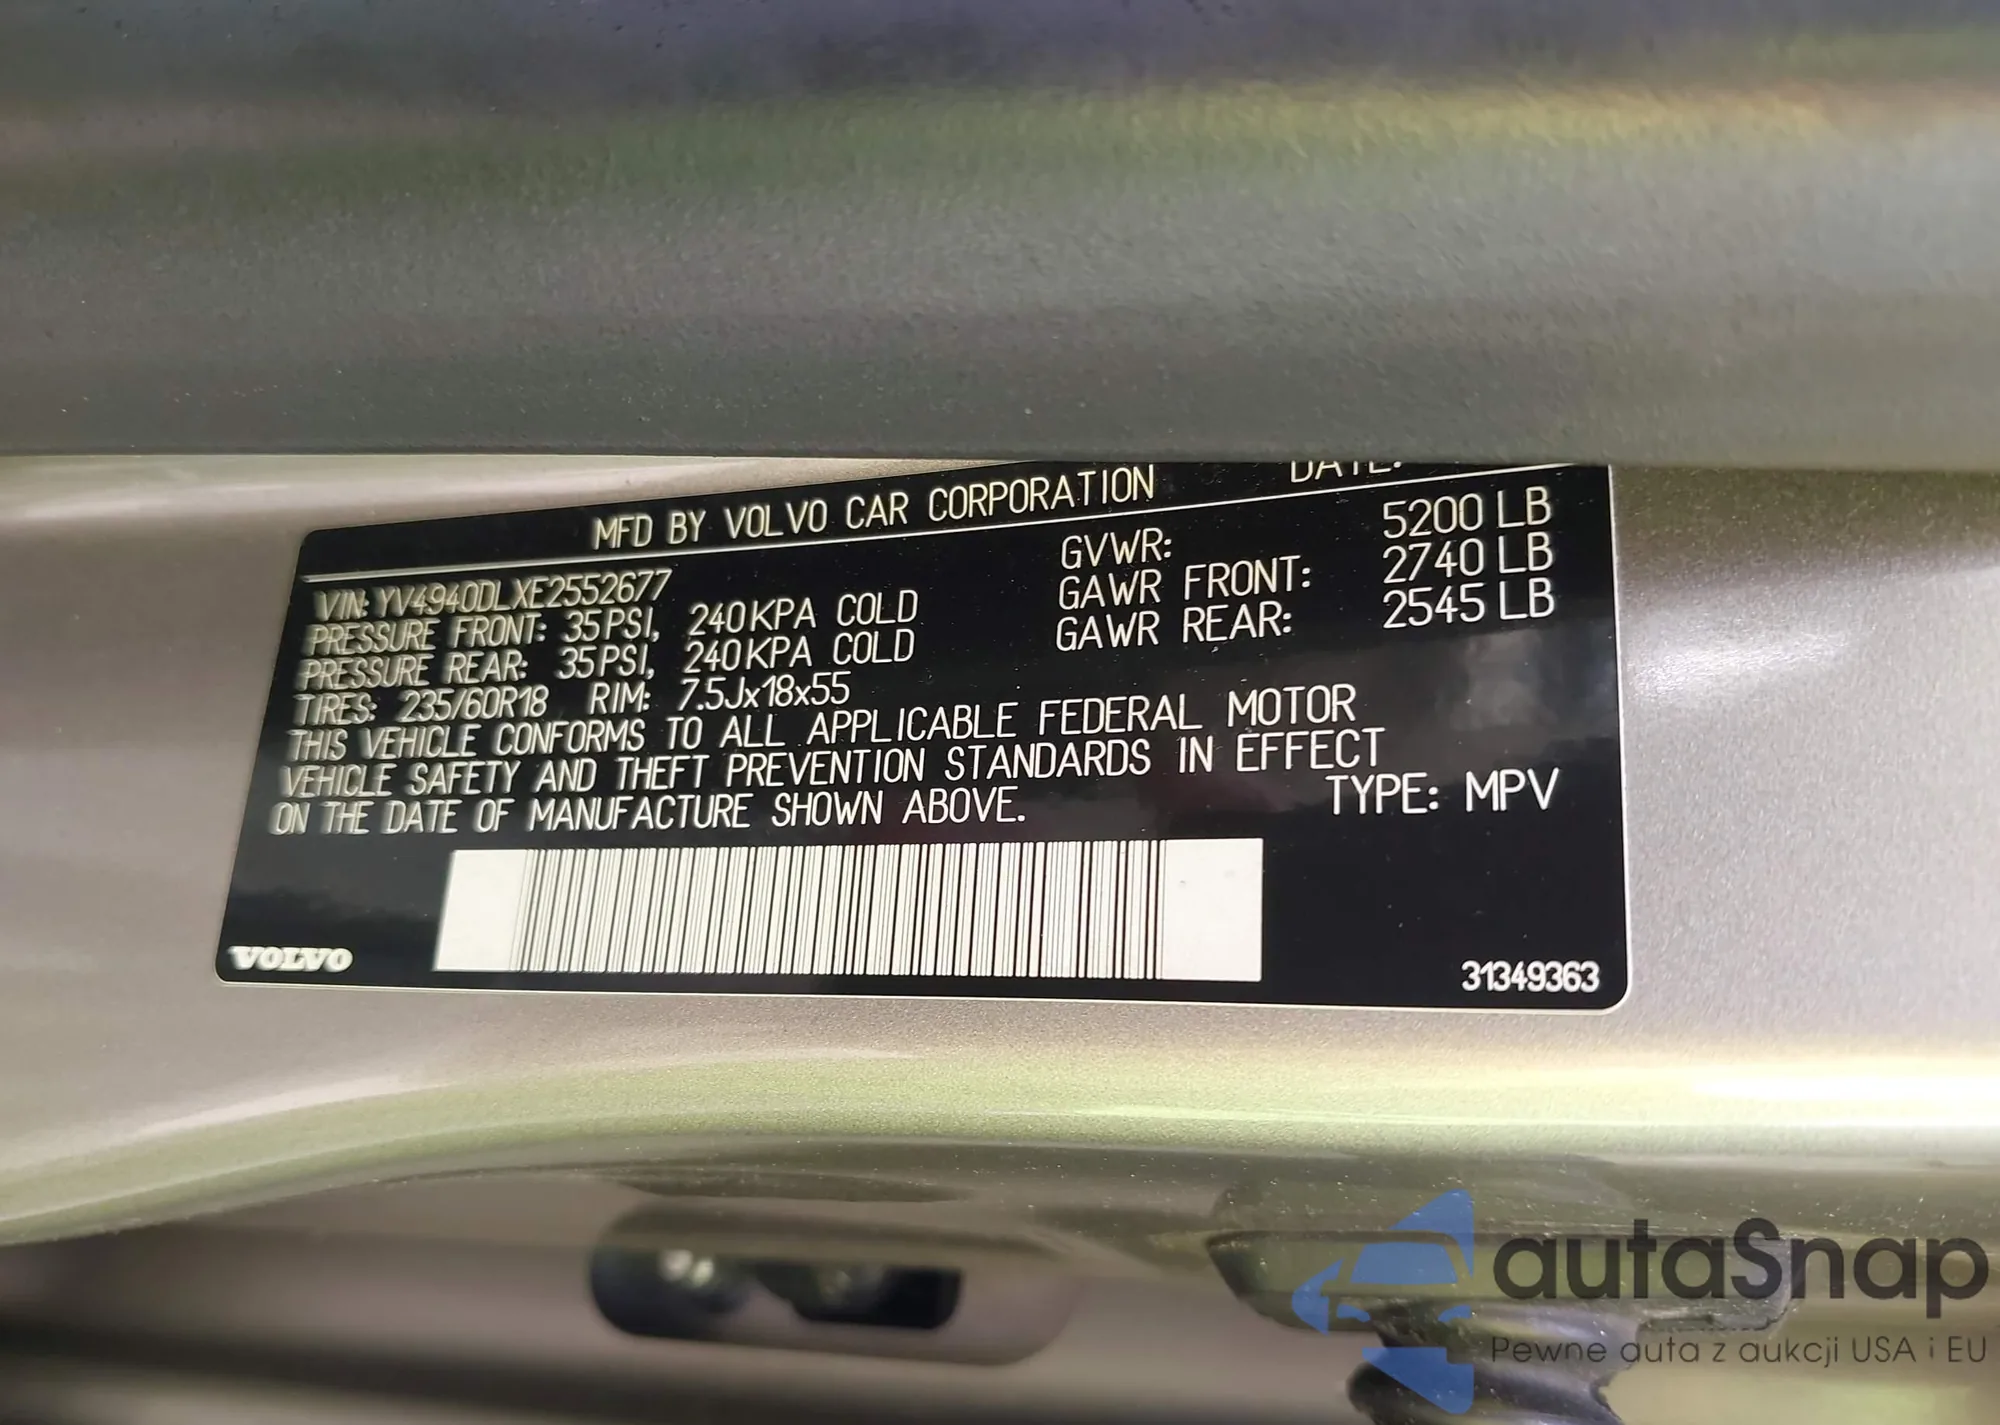 MFD BY VOLVO CAR CORPORATION DATE:
VIN: YV4940DLXE2552677
GVWR: 5200 LB
PRESSURE FRONT: 35PSI, 240KPA COLD
GAWR FRONT: 2740 LB
PRESSURE REAR: 35PSI, 240KPA COLD
GAWR REAR: 2545 LB
TIRES: 235/60R18 RIM: 7.5Jx18x55
THIS VEHICLE CONFORMS TO ALL APPLICABLE FEDERAL MOTOR
VEHICLE SAFETY AND THEFT PREVENTION STANDARDS IN EFFECT
ON THE DATE OF MANUFACTURE SHOWN ABOVE.
TYPE: MPV
VOLVO
31349363
autaSnap
Pewne auta z aukcji USA i EU